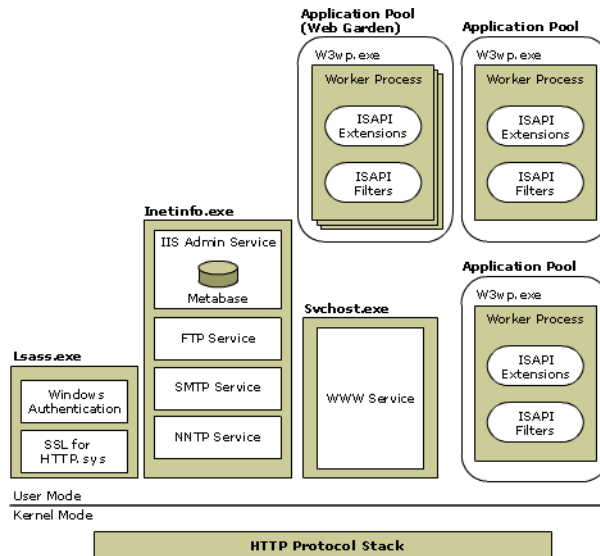 Application Pool
(Web Garden)
W3wp.exe
Worker Process
ISAPI
Extensions
ISAPI
Filters
Application Pool
W3wp.exe
Worker Process
ISAPI
Extensions
ISAPI
Filters
Inetinfo.exe
IIS Admin Service
Metabase
FTP Service
SMTP Service
NNTP Service
Svchost.exe
WWW Service
Application Pool
W3wp.exe
Worker Process
ISAPI
Extensions
ISAPI
Filters
Lsass.exe
Windows
Authentication
SSL for
HTTP.sys
User Mode
Kernel Mode
HTTP Protocol Stack